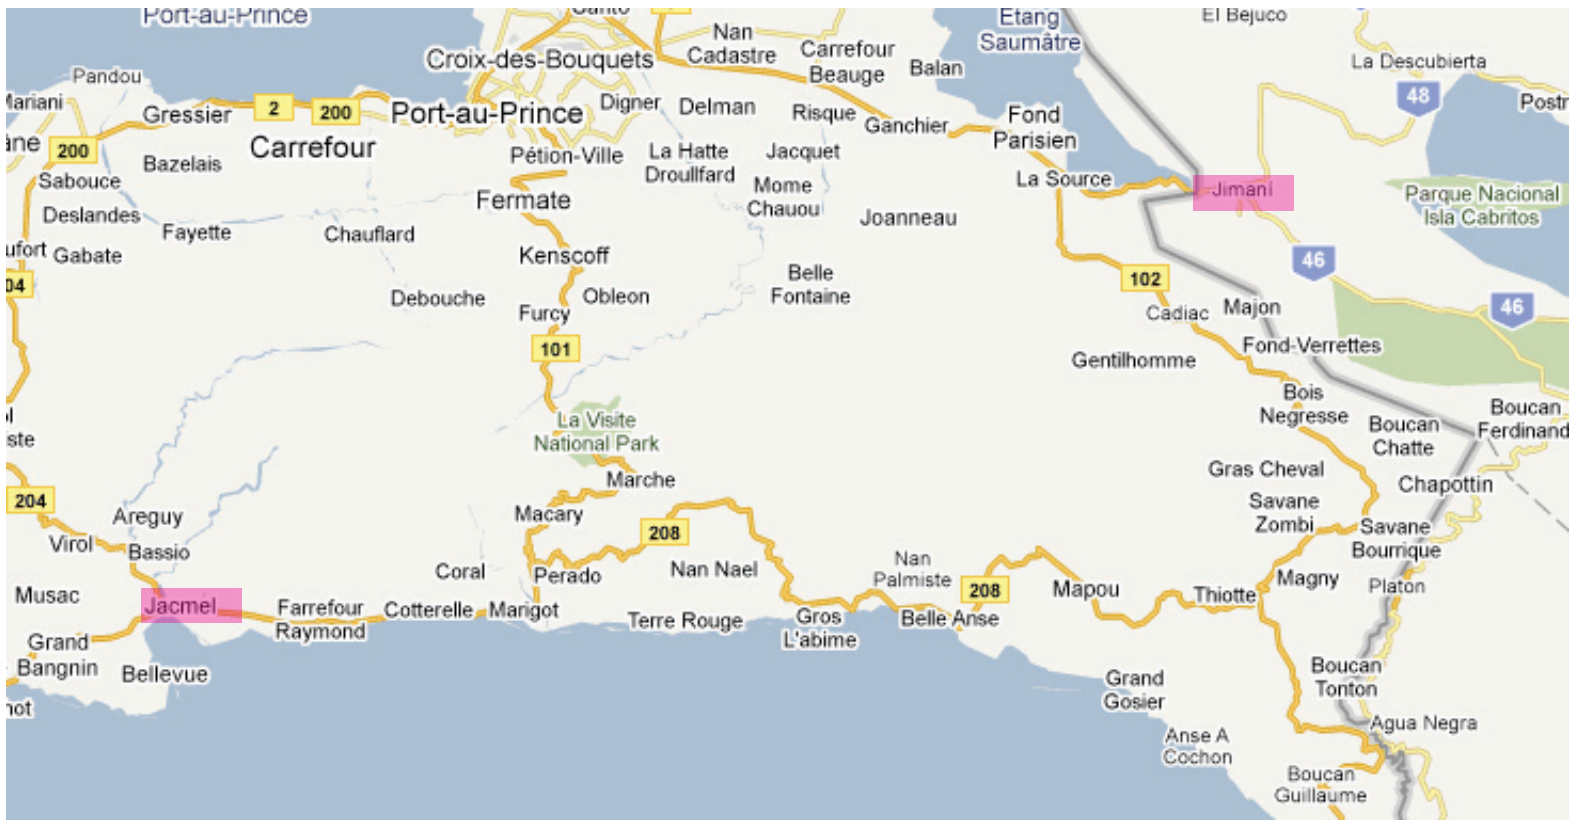 Port-au-Prince
Canto
Etang
Saumâtre
El Bejuco
La Descubierta
Nan
Cadastre
Carrefour
Beauge
Balan
Croix-des-Bouquets
Pandou
Mariani
Gressier
2
200
Port-au-Prince
Digner
Delman
Risque
Ganchier
Fond
Parisien
48
200
Carrefour
Bazelais
Pétion-Ville
La Hatte
Droullfard
Jacquet
Sabouce
Fermate
Mome
Chauou
La Source
Jimaní
Parque Nacional
Isla Cabritos
Deslandes
Fayette
Chauflard
Joanneau
Gabate
Kenscoff
46
Debouche
Obleon
Belle
Fontaine
102
Furcy
Cadiac
Majon
46
101
Gentilhomme
Fond-Verrettes
Bois
Negresse
La Visite
National Park
Boucan
Chatte
Boucan
Ferdinand
Marche
Gras Cheval
Chapottin
204
Areguy
Macary
Savane
Zombi
Savane
Bourrique
Virol
Bassio
208
Coral
Perado
Nan Nael
Nan
Palmiste
208
Mapou
Magny
Platon
Thiotte
Musac
Jacmel
Farrefour
Raymond
Cotterelle
Marigot
Terre Rouge
Gros
L'abime
Belle Anse
Grand
Bangnin
Bellevue
Grand
Gosier
Boucan
Tonton
Agua Negra
Anse A
Cochon
Boucan
Guillaume